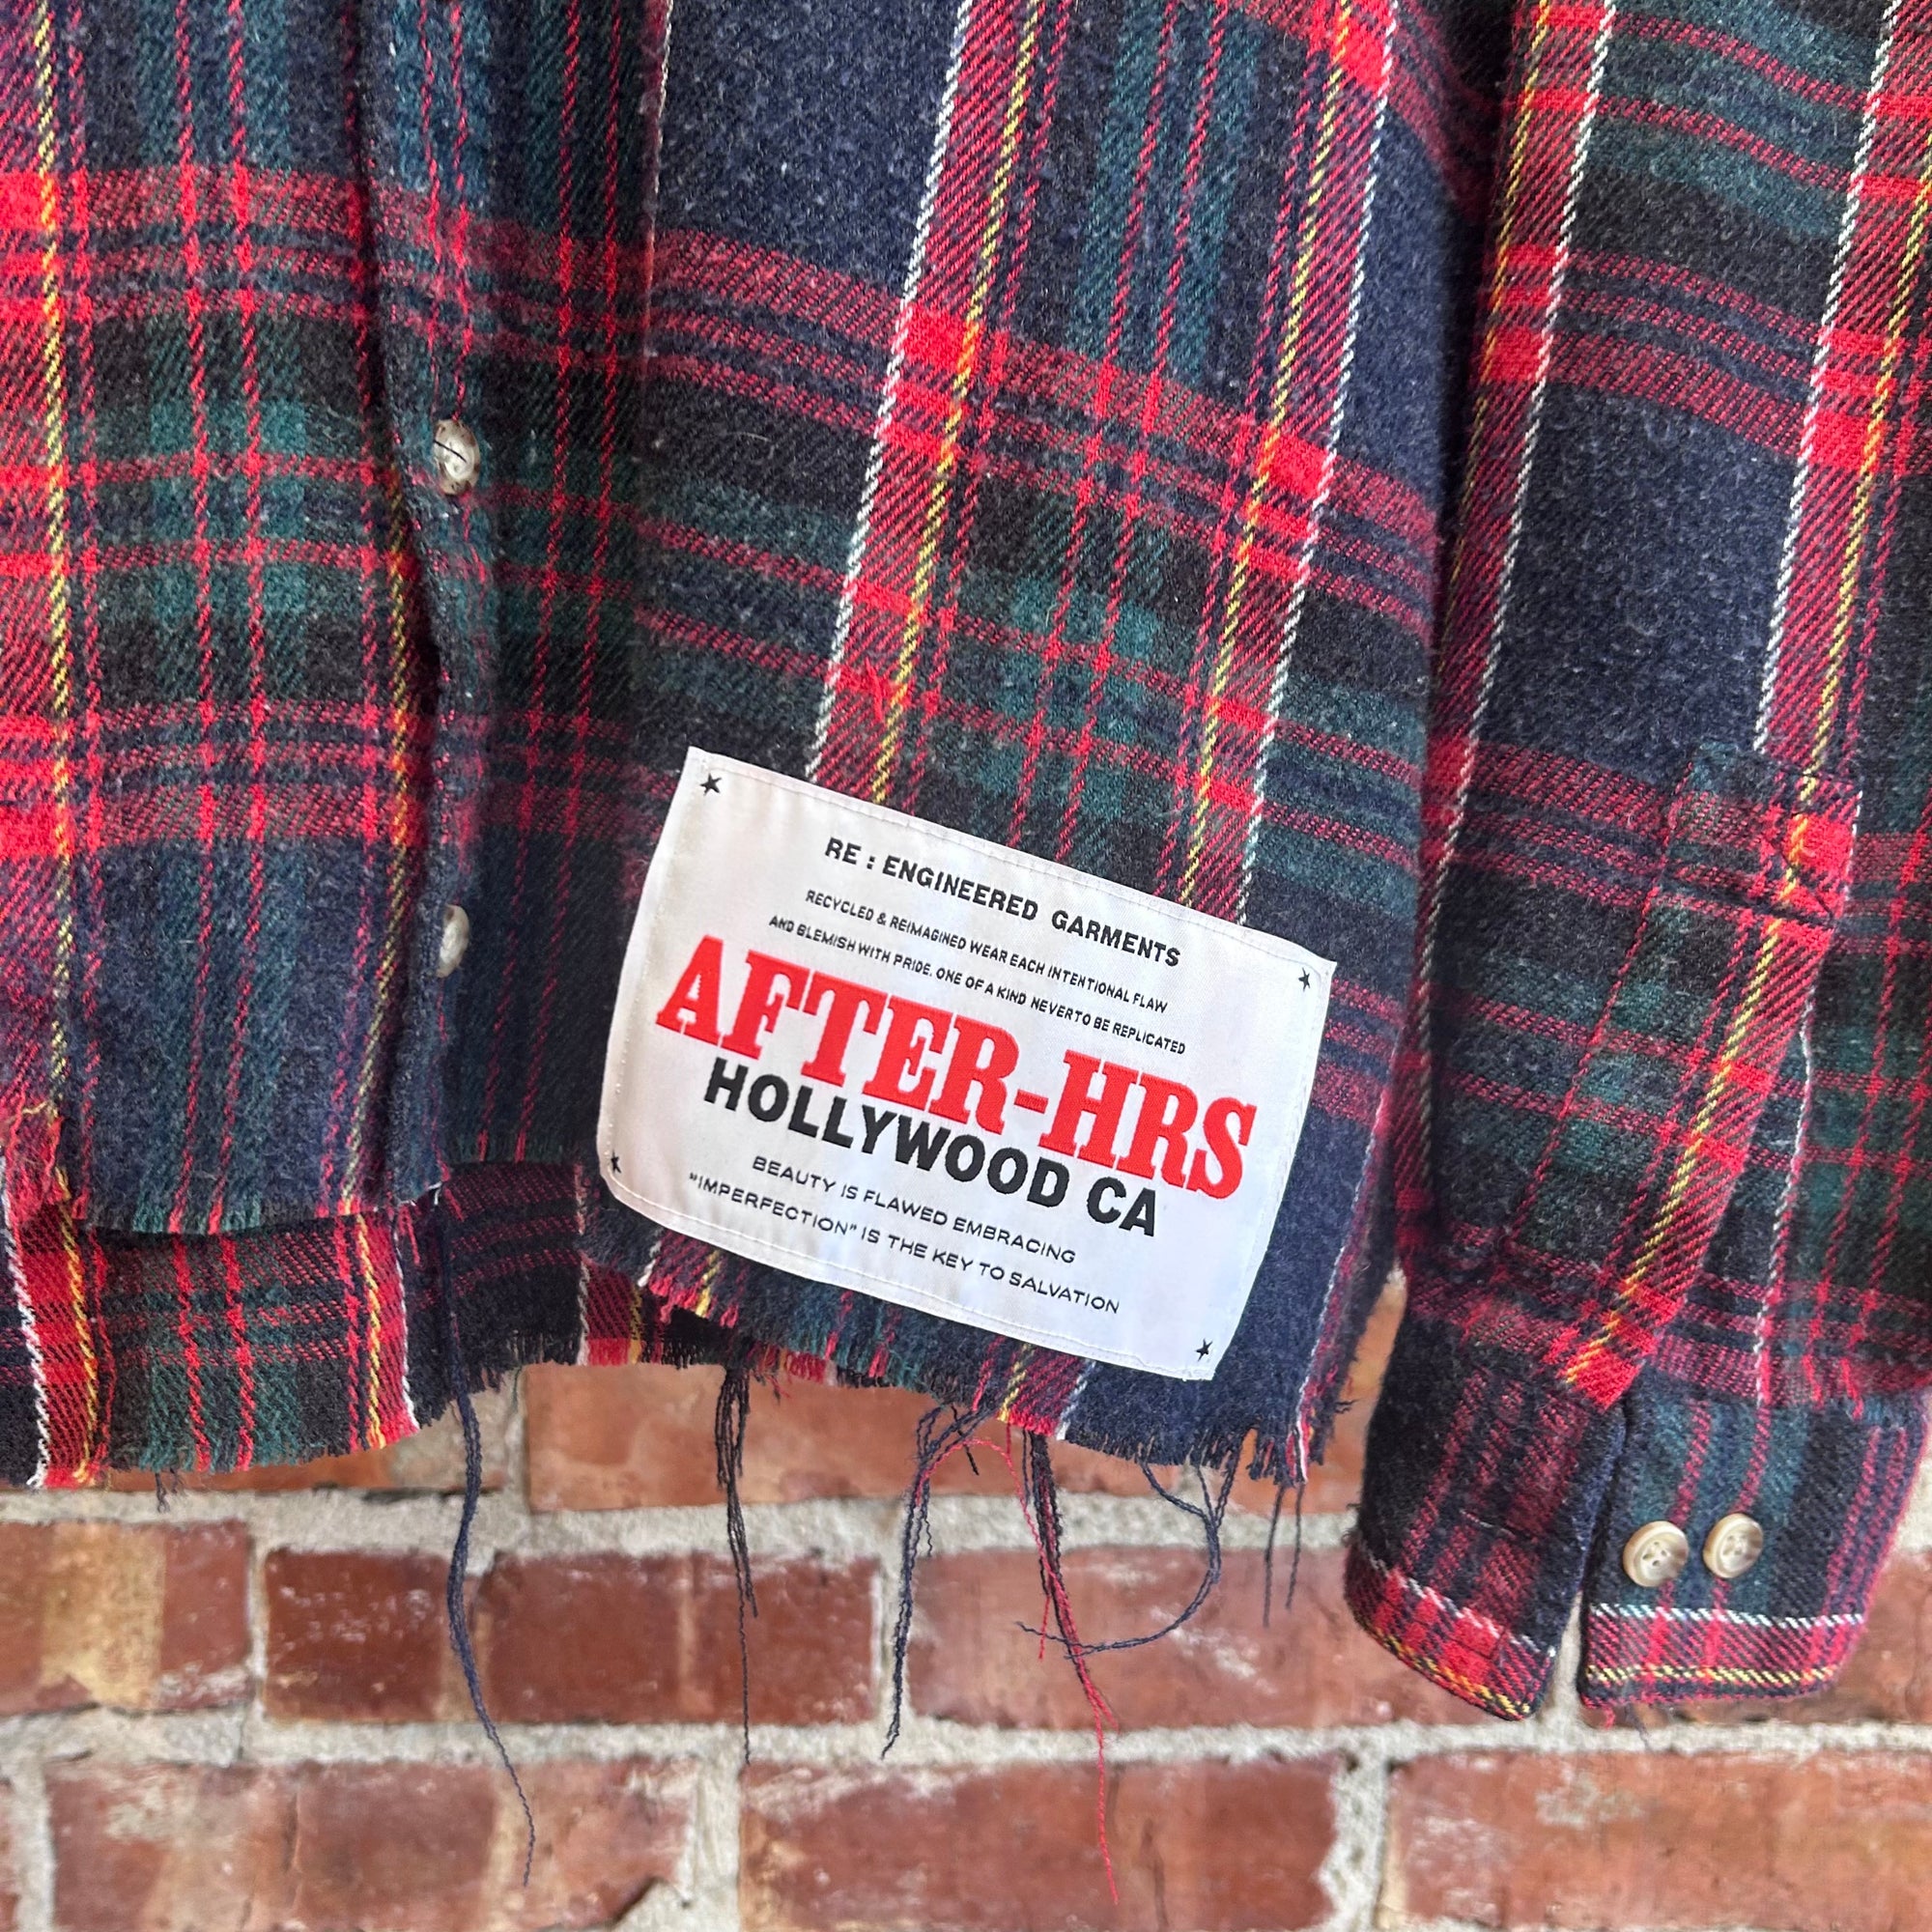 RE : ENGINEERED GARMENTS
RECYCLED & REIMAGINED WEAR EACH INTENTIONAL FLAW
AND BLEMISH WITH PRIDE. ONE OF A KIND NEVER TO BE REPLICATED
AFTER-HRS
HOLLYWOOD CA
BEAUTY IS FLAWED EMBRACING
"IMPERFECTION" IS THE KEY TO SALVATION